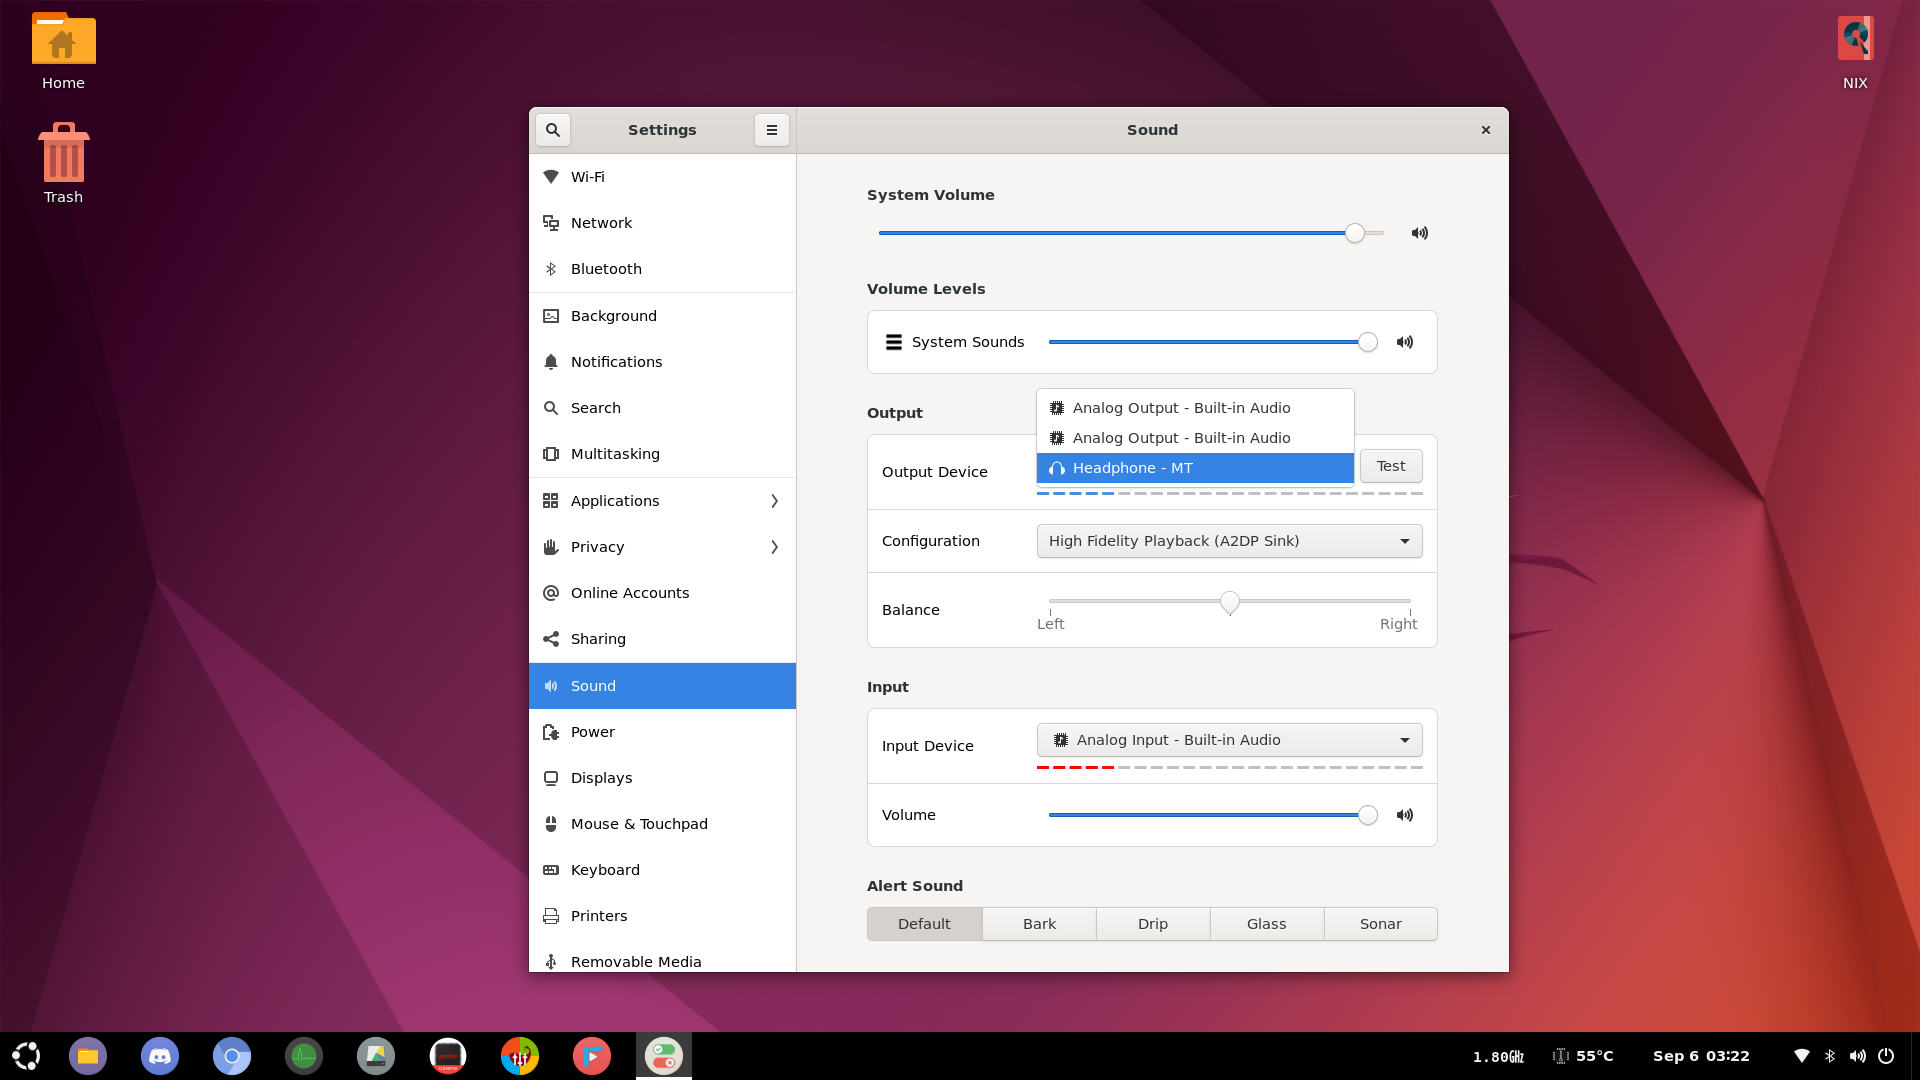 Home
Trash
NIX
Settings
Sound
Wi-Fi
Network
Bluetooth
Background
Notifications
Search
Multitasking
Applications
Privacy
Online Accounts
Sharing
Sound
Power
Displays
Mouse & Touchpad
Keyboard
Printers
Removable Media
System Volume
Volume Levels
System Sounds
Output
Analog Output - Built-in Audio
Analog Output - Built-in Audio
Output Device
Headphone - MT
Test
Configuration
High Fidelity Playback (A2DP Sink)
Balance
Left
Right
Input
Input Device
Analog Input - Built-in Audio
Volume
Alert Sound
Default
Bark
Drip
Glass
Sonar
1.80GHz
55°C
Sep 6 03:22